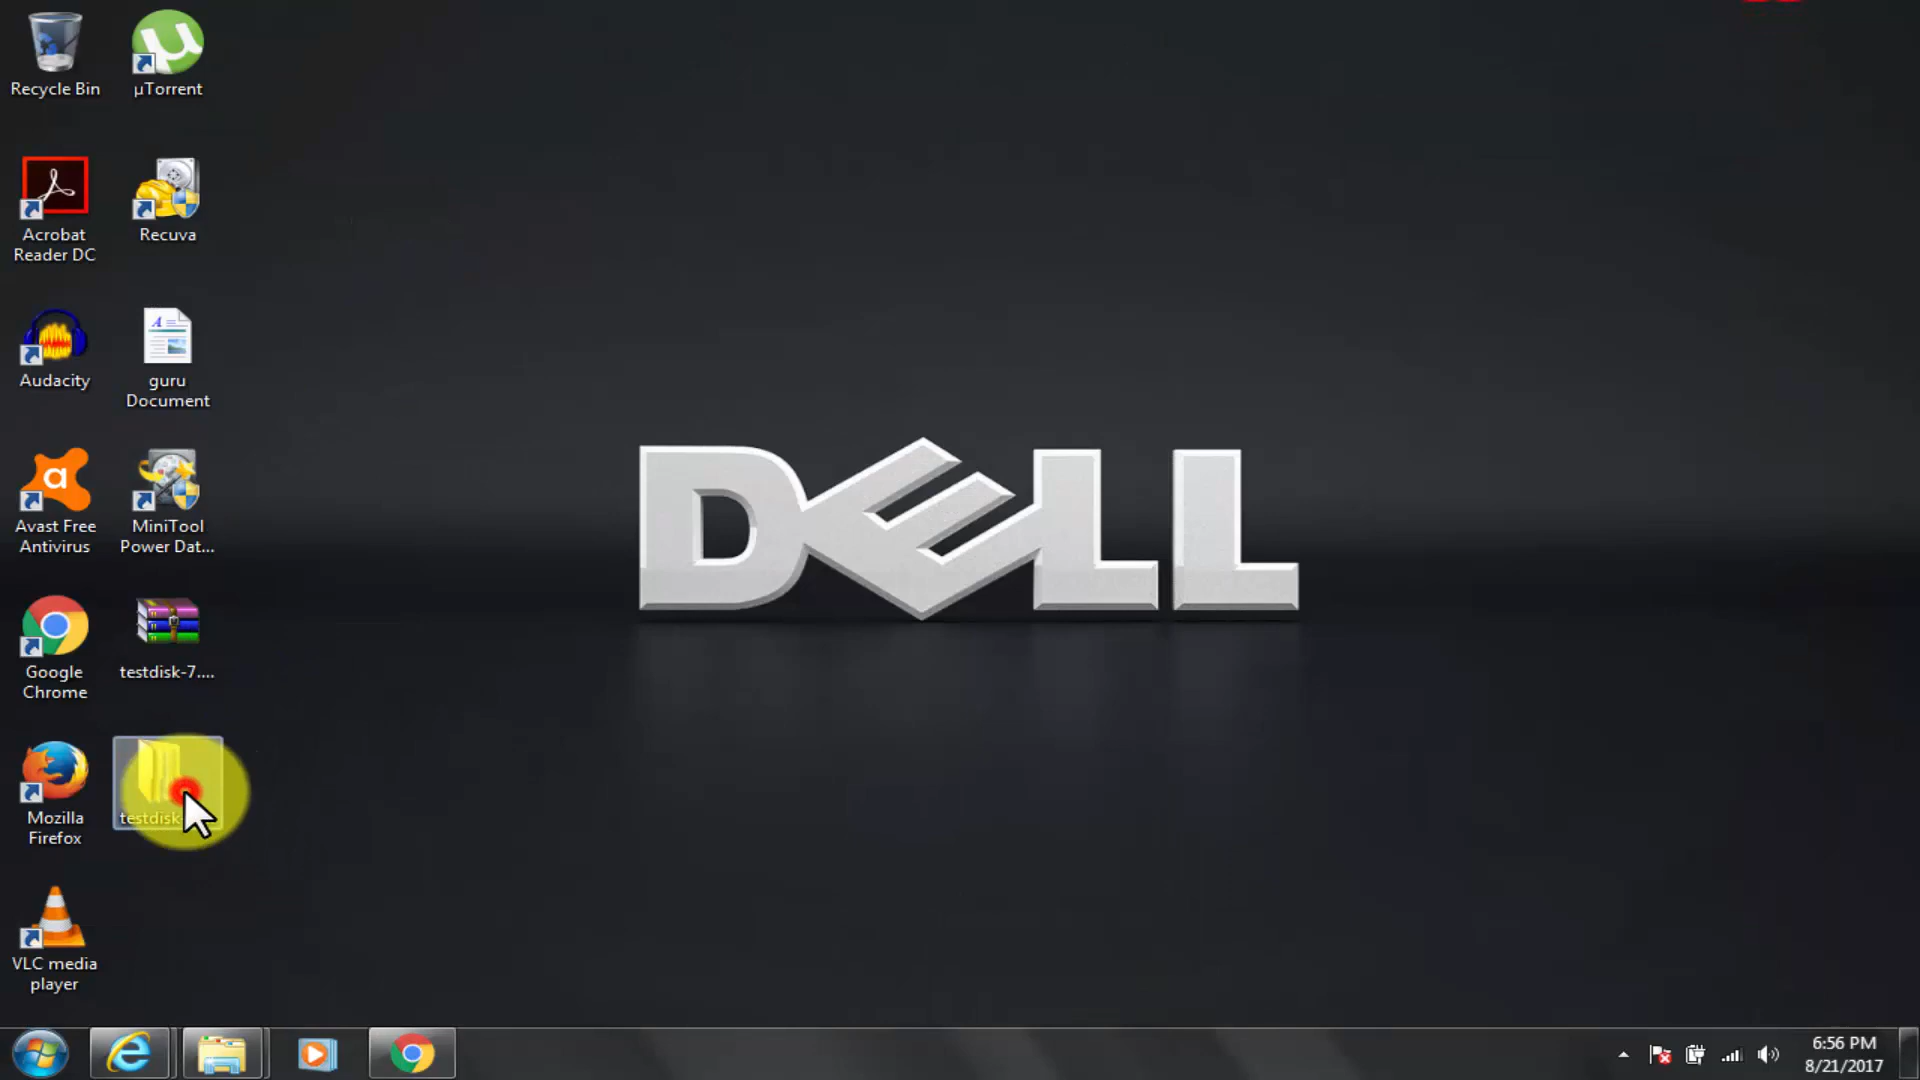 Recycle Bin
µTorrent
Acrobat
Reader DC
Recuva
Audacity
guru
Document
Avast Free
Antivirus
MiniTool
Power Dat...
Google
Chrome
testdisk-7....
Mozilla
Firefox
testdisk
VLC media
player
DELL
6:56 PM
8/21/2017